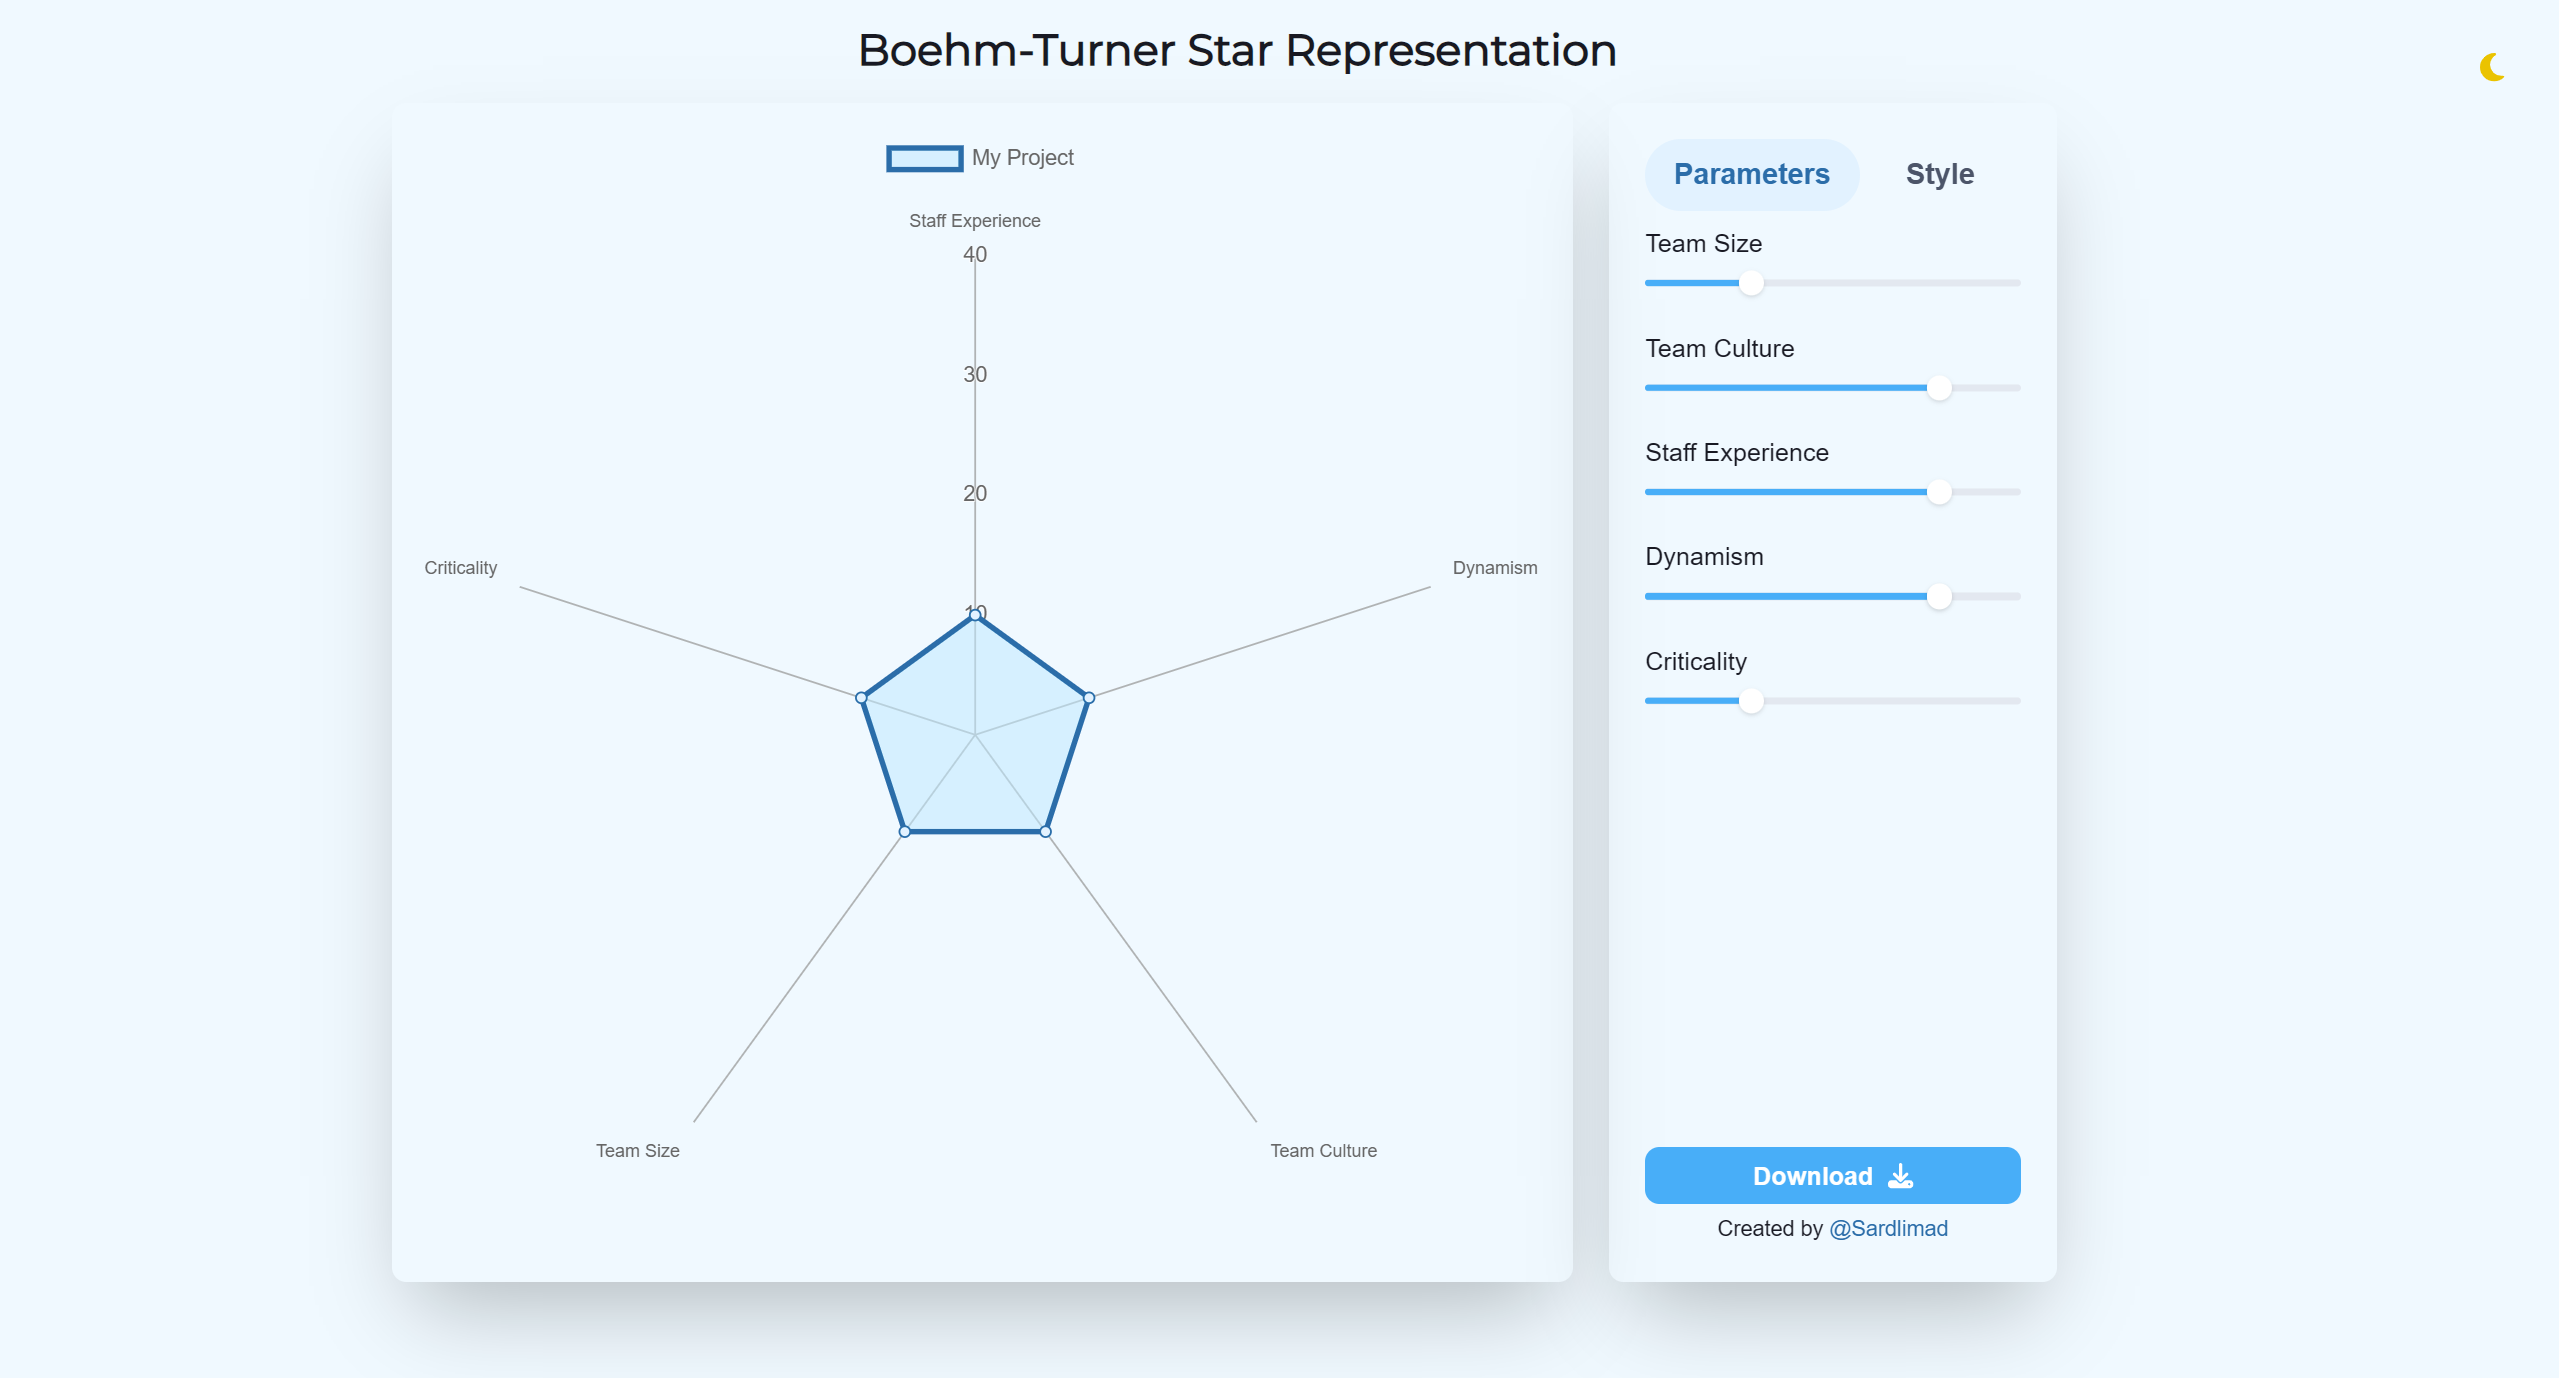 Boehm-Turner Star Representation
My Project
Staff Experience
40
30
20
10
Criticality
Dynamism
Team Size
Team Culture
Parameters
Style
Team Size
Team Culture
Staff Experience
Dynamism
Criticality
Download
Created by @Sardlimad